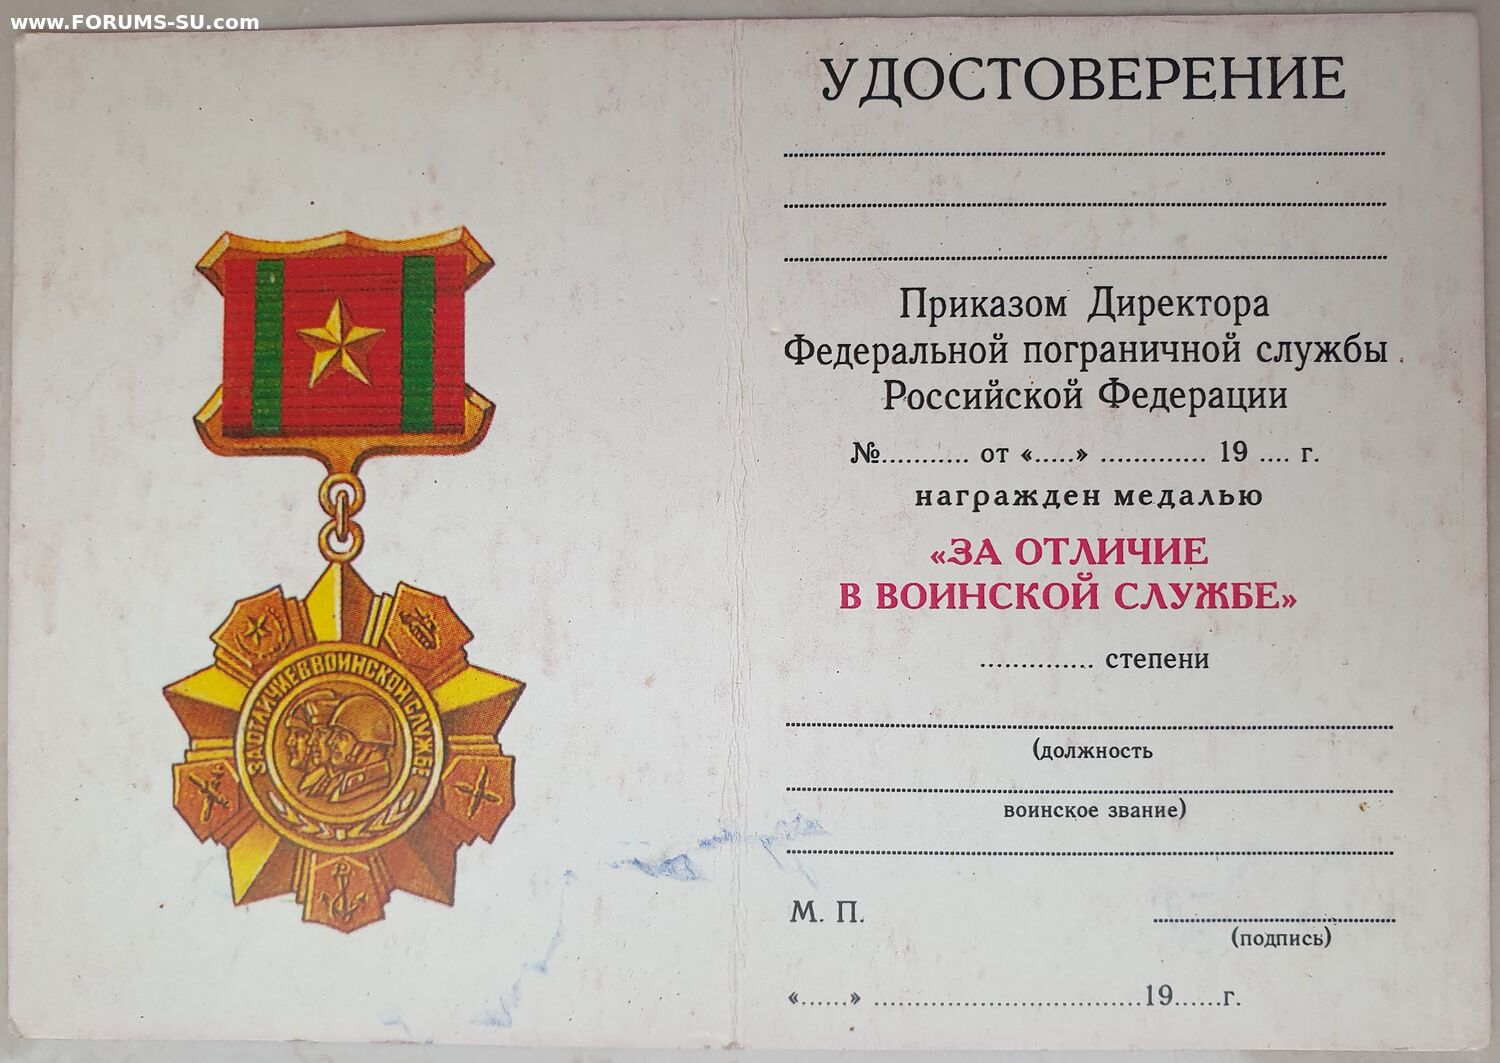 www.FORUMS-SU.com
ЗА ОТЛИЧИЕ В ВОИНСКОЙ СЛУЖБЕ
УДОСТОВЕРЕНИЕ
Приказом Директора
Федеральной пограничной службы
Российской Федерации
№........... от «.....» ............. 19 .... г.
награжден медалью
«ЗА ОТЛИЧИЕ
В ВОИНСКОЙ СЛУЖБЕ»
.............. степени
(должность
воинское звание)
М. П.
(подпись)
«......» ................................19......г.